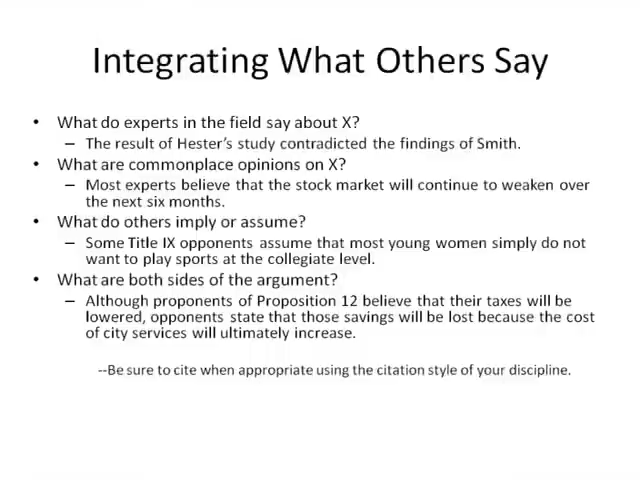 Integrating What Others Say
• What do experts in the field say about X?
– The result of Hester's study contradicted the findings of Smith.
• What are commonplace opinions on X?
– Most experts believe that the stock market will continue to weaken over
the next six months.
• What do others imply or assume?
– Some Title IX opponents assume that most young women simply do not
want to play sports at the collegiate level.
• What are both sides of the argument?
– Although proponents of Proposition 12 believe that their taxes will be
lowered, opponents state that those savings will be lost because the cost
of city services will ultimately increase.
--Be sure to cite when appropriate using the citation style of your discipline.